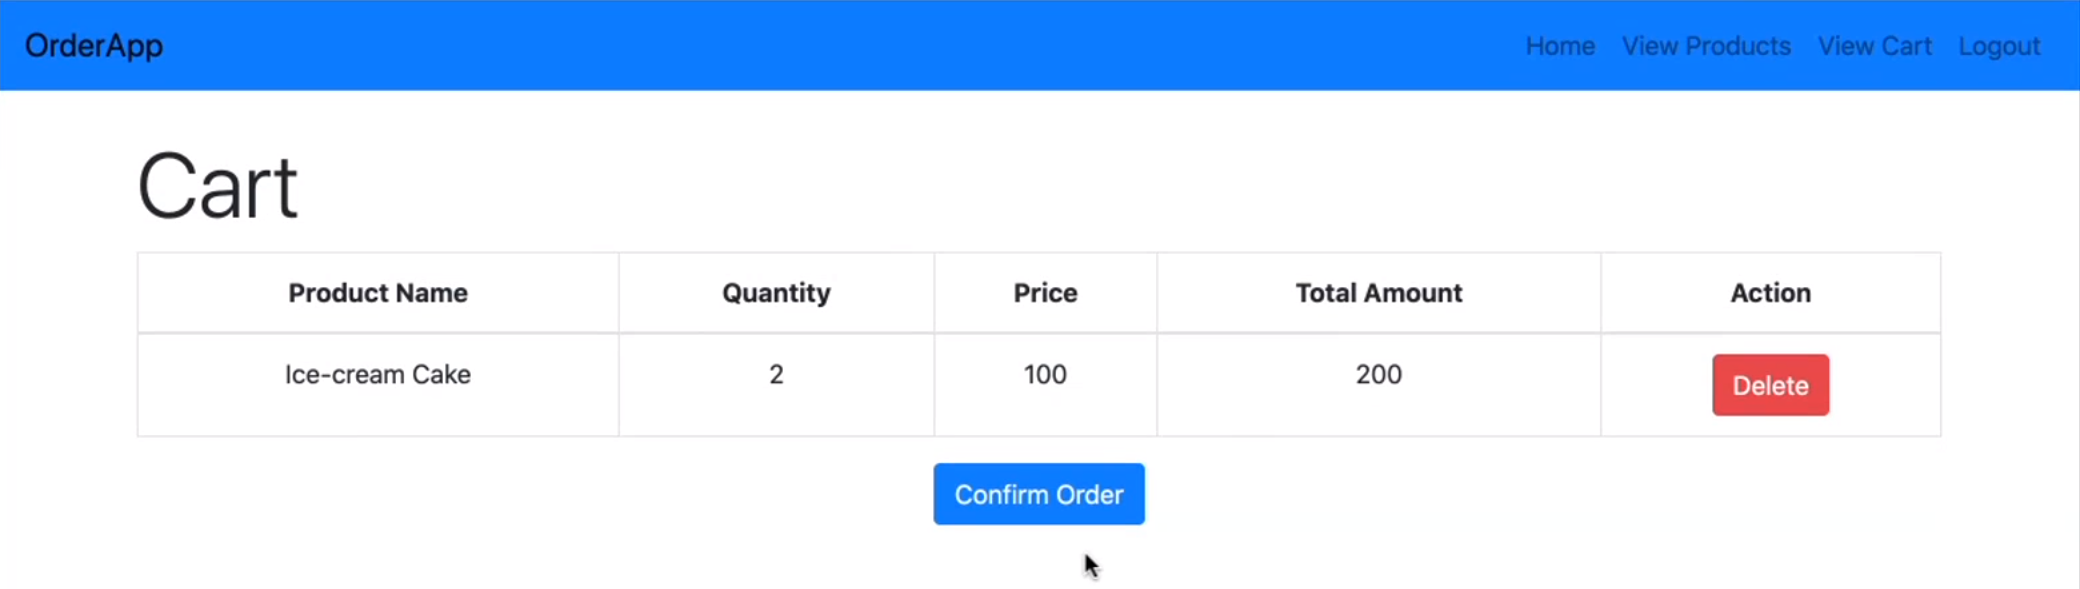 OrderApp Home View Products View Cart Logout
Cart
Product Name Quantity Price Total Amount Action
Ice-cream Cake 2 100 200 Delete
Confirm Order